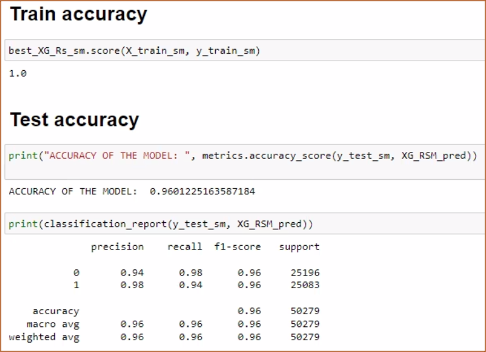 Train accuracy
best_XG_Rs_sm.score(X_train_sm, y_train_sm)
1.0
Test accuracy
print("ACCURACY OF THE MODEL: ", metrics.accuracy_score(y_test_sm, XG_RSM_pred))
ACCURACY OF THE MODEL:  0.9601225163587184
print(classification_report(y_test_sm, XG_RSM_pred))
precision recall f1-score support
0 0.94 0.98 0.96 25196
1 0.98 0.94 0.96 25083
accuracy 0.96 50279
macro avg 0.96 0.96 0.96 50279
weighted avg 0.96 0.96 0.96 50279